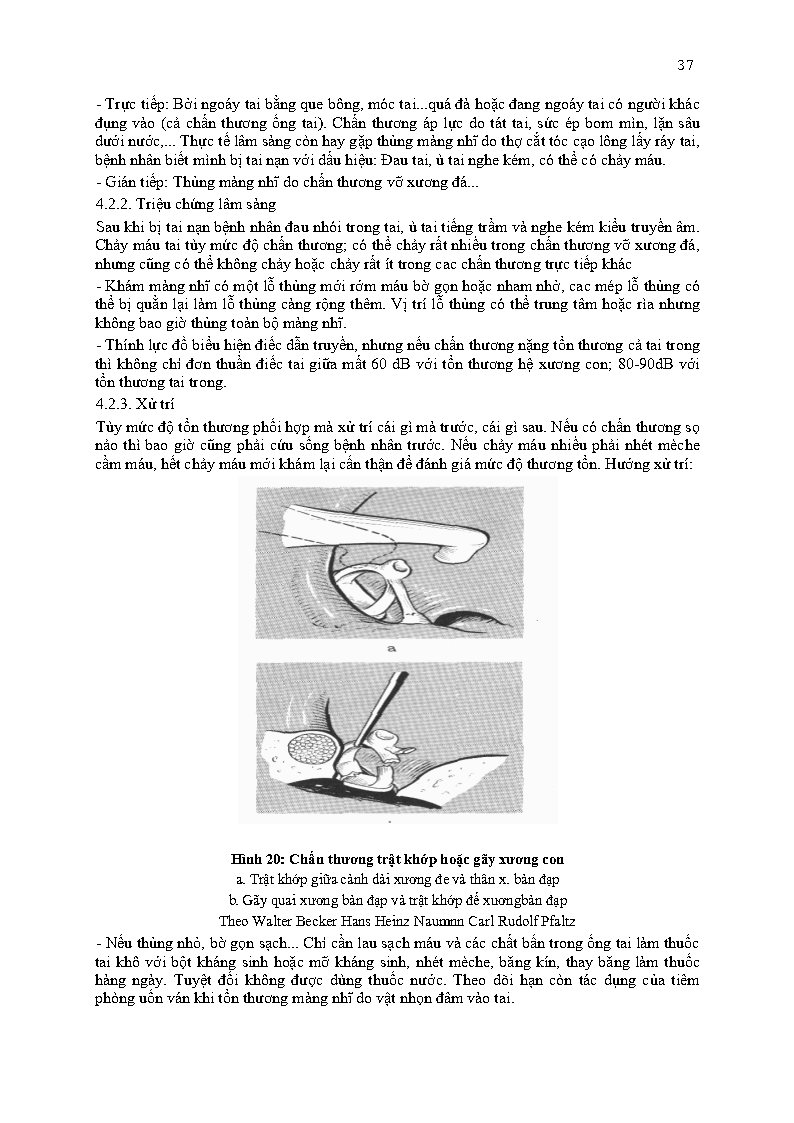 37
- Trực tiếp: Bởi ngoáy tai bằng que bông, móc tai...quá đà hoặc đang ngoáy tai có người khác
đụng vào (cả chấn thương ống tai). Chấn thương áp lực do tát tai, sức ép bom mìn, lặn sâu
dưới nước,... Thực tế lâm sàng còn hay gặp thủng màng nhĩ do thợ cắt tóc cạo lông lấy ráy tai,
bệnh nhân biết mình bị tai nạn với dấu hiệu: Đau tai, ù tai nghe kém, có thể có chảy máu.
- Gián tiếp: Thủng màng nhĩ do chấn thương vỡ xương đá...
4.2.2. Triệu chứng lâm sàng
Sau khi bị tai nạn bệnh nhân đau nhói trong tai, ù tai tiếng trầm và nghe kém kiểu truyền âm.
Chảy máu tai tùy mức độ chấn thương; có thể chảy rất nhiều trong chấn thương vỡ xương đá,
nhưng cũng có thể không chảy hoặc chảy rất ít trong cac chấn thương trực tiếp khác
- Khám màng nhĩ có một lỗ thủng mới rớm máu bờ gọn hoặc nham nhở, cac mép lỗ thủng có
thể bị quằn lại làm lỗ thủng càng rộng thêm. Vị trí lỗ thủng có thể trung tâm hoặc rìa nhưng
không bao giờ thủng toàn bộ màng nhĩ.
- Thính lực đồ biểu hiện điếc dẫn truyền, nhưng nếu chấn thương nặng tổn thương cả tai trong
thì không chỉ đơn thuần điếc tai giữa mất 60 dB với tổn thương hệ xương con; 80-90dB với
tổn thương tai trong.
4.2.3. Xử trí
Tùy mức độ tổn thương phối hợp mà xử trí cái gì mà trước, cái gì sau. Nếu có chấn thương sọ
não thì bao giờ cũng phải cứu sống bệnh nhân trước. Nếu chảy máu nhiều phải nhét mèche
cầm máu, hết chảy máu mới khám lại cẩn thận để đánh giá mức độ thương tổn. Hướng xử trí:
a
Hình 20: Chấn thương trật khớp hoặc gãy xương con
a. Trật khớp giữa cành dài xương đe và thân x. bàn đạp
b. Gãy quai xương bàn đạp và trật khớp đế xuơngbàn đạp
Theo Walter Becker Hans Heinz Naumnn Carl Rudolf Pfaltz
- Nếu thủng nhỏ, bờ gọn sạch... Chỉ cần lau sạch máu và các chất bẩn trong ống tai làm thuốc
tai khô với bột kháng sinh hoặc mỡ kháng sinh, nhét mèche, băng kín, thay băng làm thuốc
hàng ngày. Tuyệt đối không được dùng thuốc nước. Theo dõi hạn còn tác dụng của tiêm
phòng uốn ván khi tổn thương màng nhĩ do vật nhọn đâm vào tai.